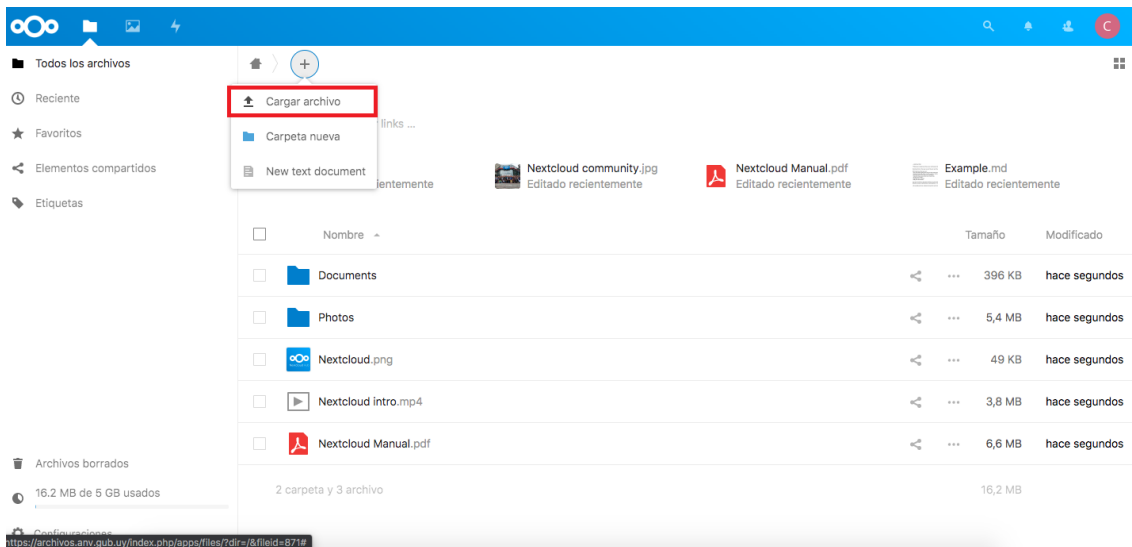 C
Todos los archivos
Reciente
Favoritos
Elementos compartidos
Etiquetas
+
Cargar archivo
Carpeta nueva
New text document
links ...
ientemente
Nextcloud community.jpg
Editado recientemente
Nextcloud Manual.pdf
Editado recientemente
Example.md
Editado recientemente
Nombre Tamaño Modificado
Documents ... 396 KB hace segundos
Photos ... 5,4 MB hace segundos
Nextcloud.png ... 49 KB hace segundos
Nextcloud intro.mp4 ... 3,8 MB hace segundos
Nextcloud Manual.pdf ... 6,6 MB hace segundos
2 carpeta y 3 archivo 16,2 MB
Archivos borrados
16.2 MB de 5 GB usados
Configuraciones
https://archivos.anv.gub.uy/index.php/apps/files/?dir=/&fileid=871#